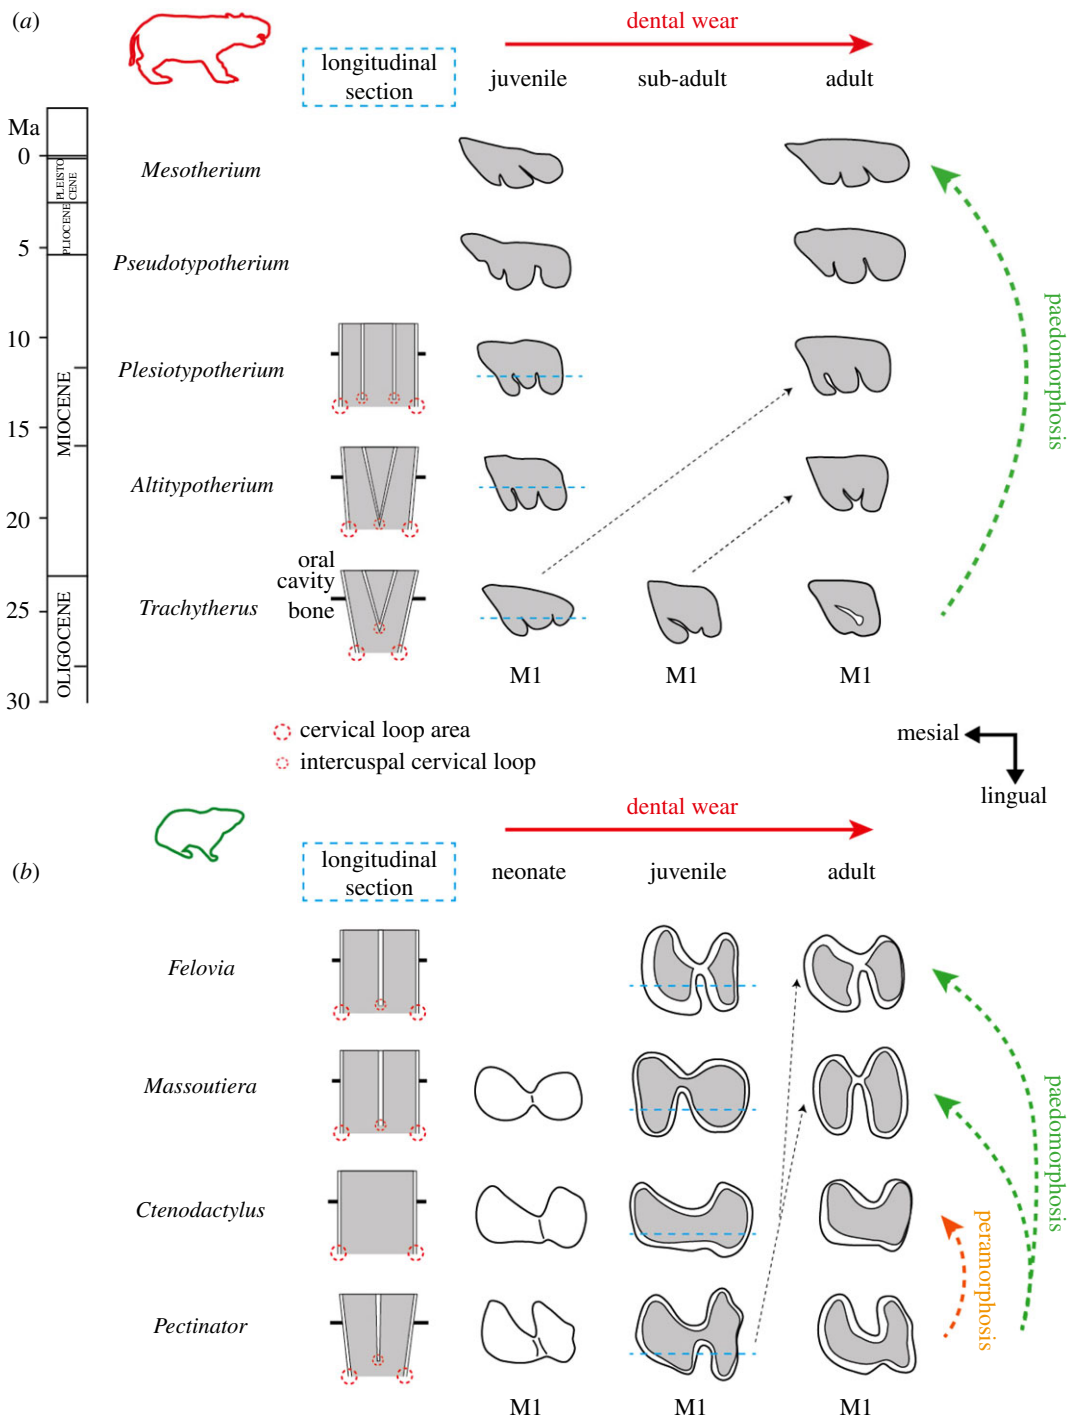 (a)
dental wear
longitudinal
section
juvenile
sub-adult
adult
Ma
0
5
10
15
20
25
30
PLEISTO
CENE
PLIOCENE
MIOCENE
OLIGOCENE
Mesotherium
Pseudotypotherium
Plesiotypotherium
Altitypotherium
Trachytherus
oral
cavity
bone
M1
M1
M1
paedomorphosis
cervical loop area
intercuspal cervical loop
mesial
lingual
(b)
dental wear
longitudinal
section
neonate
juvenile
adult
Felovia
Massoutiera
Ctenodactylus
Pectinator
M1
M1
M1
peramorphosis
paedomorphosis